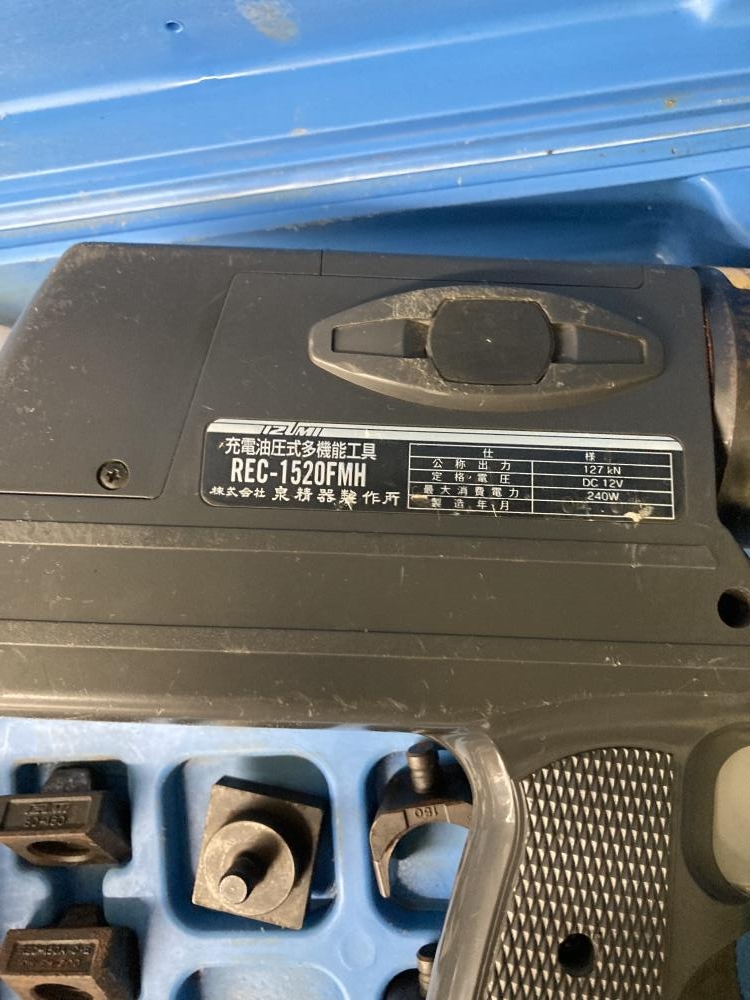 IZUMI
充電油圧式多機能工具
REC-1520FMH
株式会社 泉精器製作所
仕様
公称出力 127 kN
定格電圧 DC 12V
最大消費電力 240W
製造年月
150